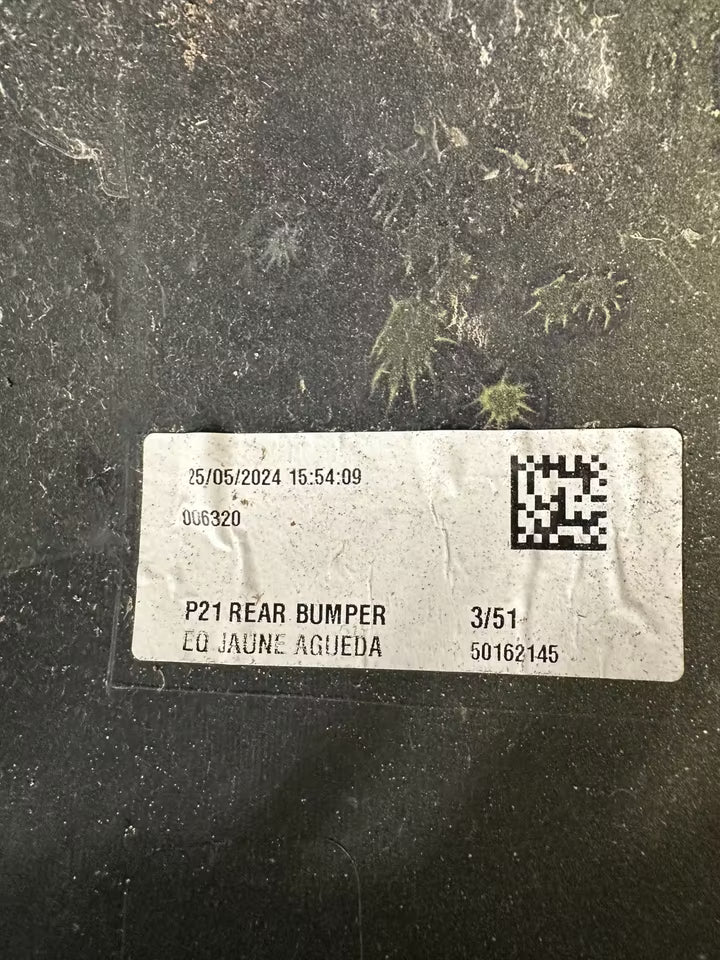 25/05/2024 15:54:09
006320
P21 REAR BUMPER 3/51
EQ JAUNE AGUEDA 50162145